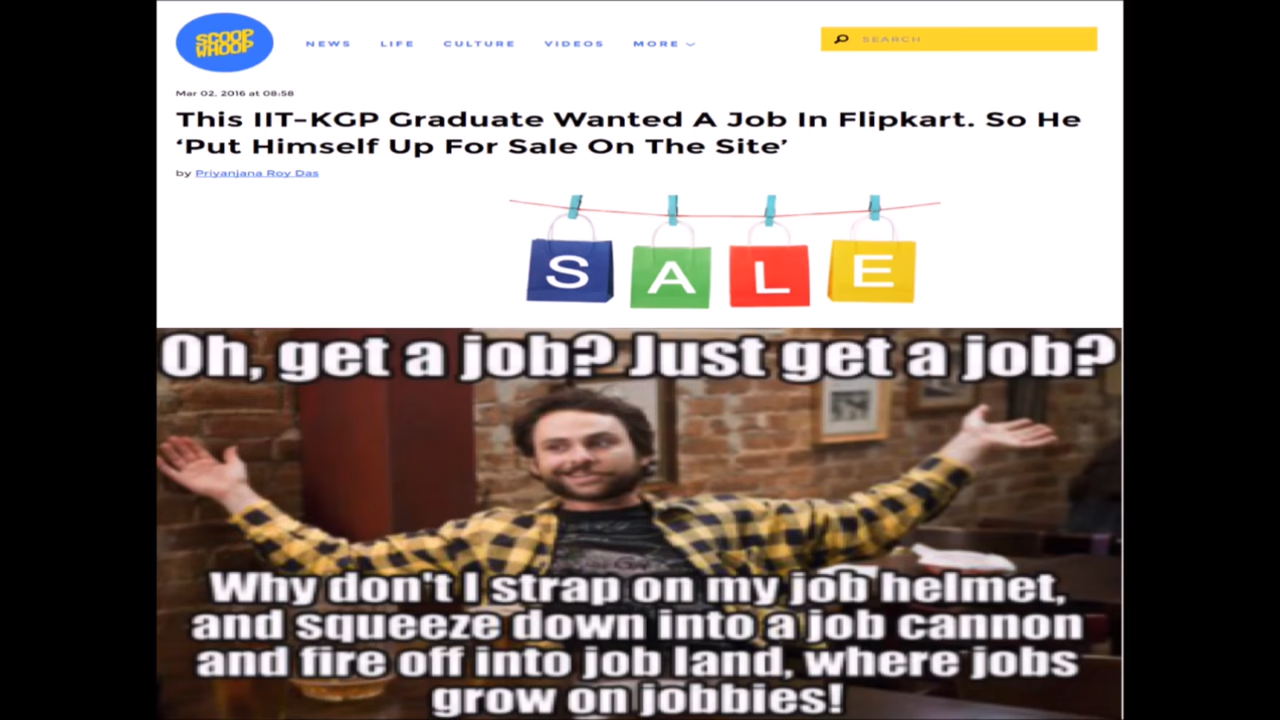 SCOOP
WHOOP
NEWS LIFE CULTURE VIDEOS MORE
SEARCH
Mar 02, 2016 at 08:58
This IIT-KGP Graduate Wanted A Job In Flipkart. So He
‘Put Himself Up For Sale On The Site’
by Priyanjana Roy Das
SALE
Oh, get a job? Just get a job?
Why don't I strap on my job helmet,
and squeeze down into a job cannon
and fire off into job land, where jobs
grow on jobbies!